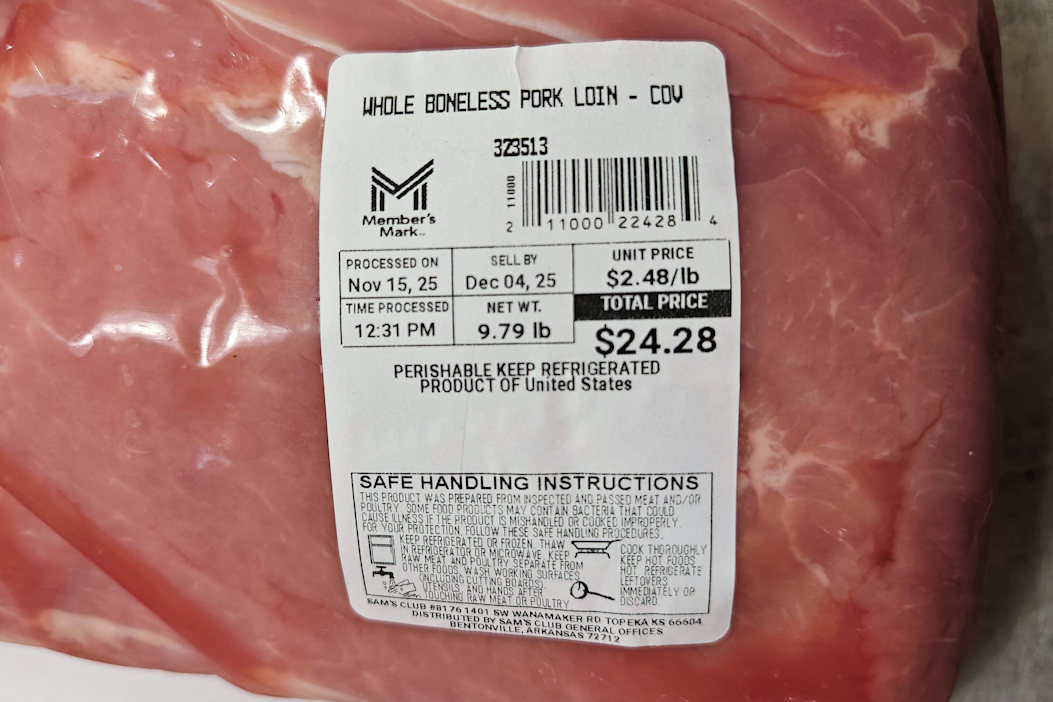 WHOLE BONELESS PORK LOIN - COV
323513
11000
2 11000 22428 4
Member's
Mark™
PROCESSED ON
Nov 15, 25
SELL BY
Dec 04, 25
UNIT PRICE
$2.48/lb
TIME PROCESSED
12:31 PM
NET WT.
9.79 lb
TOTAL PRICE
$24.28
PERISHABLE KEEP REFRIGERATED
PRODUCT OF United States
SAFE HANDLING INSTRUCTIONS
THIS PRODUCT WAS PREPARED FROM INSPECTED AND PASSED MEAT AND/OR
POULTRY. SOME FOOD PRODUCTS MAY CONTAIN BACTERIA THAT COULD
CAUSE ILLNESS IF THE PRODUCT IS MISHANDLED OR COOKED IMPROPERLY.
FOR YOUR PROTECTION, FOLLOW THESE SAFE HANDLING PROCEDURES.
KEEP REFRIGERATED OR FROZEN. THAW
IN REFRIGERATOR OR MICROWAVE. KEEP
RAW MEAT AND POULTRY SEPARATE FROM
OTHER FOODS. WASH WORKING SURFACES
(INCLUDING CUTTING BOARDS)
UTENSILS, AND HANDS AFTER
TOUCHING RAW MEAT OR POULTRY
COOK THOROUGHLY
KEEP HOT FOODS
HOT. REFRIGERATE
LEFTOVERS
IMMEDIATELY OR
DISCARD.
SAM'S CLUB #8176 1401 SW WANAMAKER RD TOPEKA KS 66604
DISTRIBUTED BY SAM'S CLUB GENERAL OFFICES
BENTONVILLE, ARKANSAS 72712